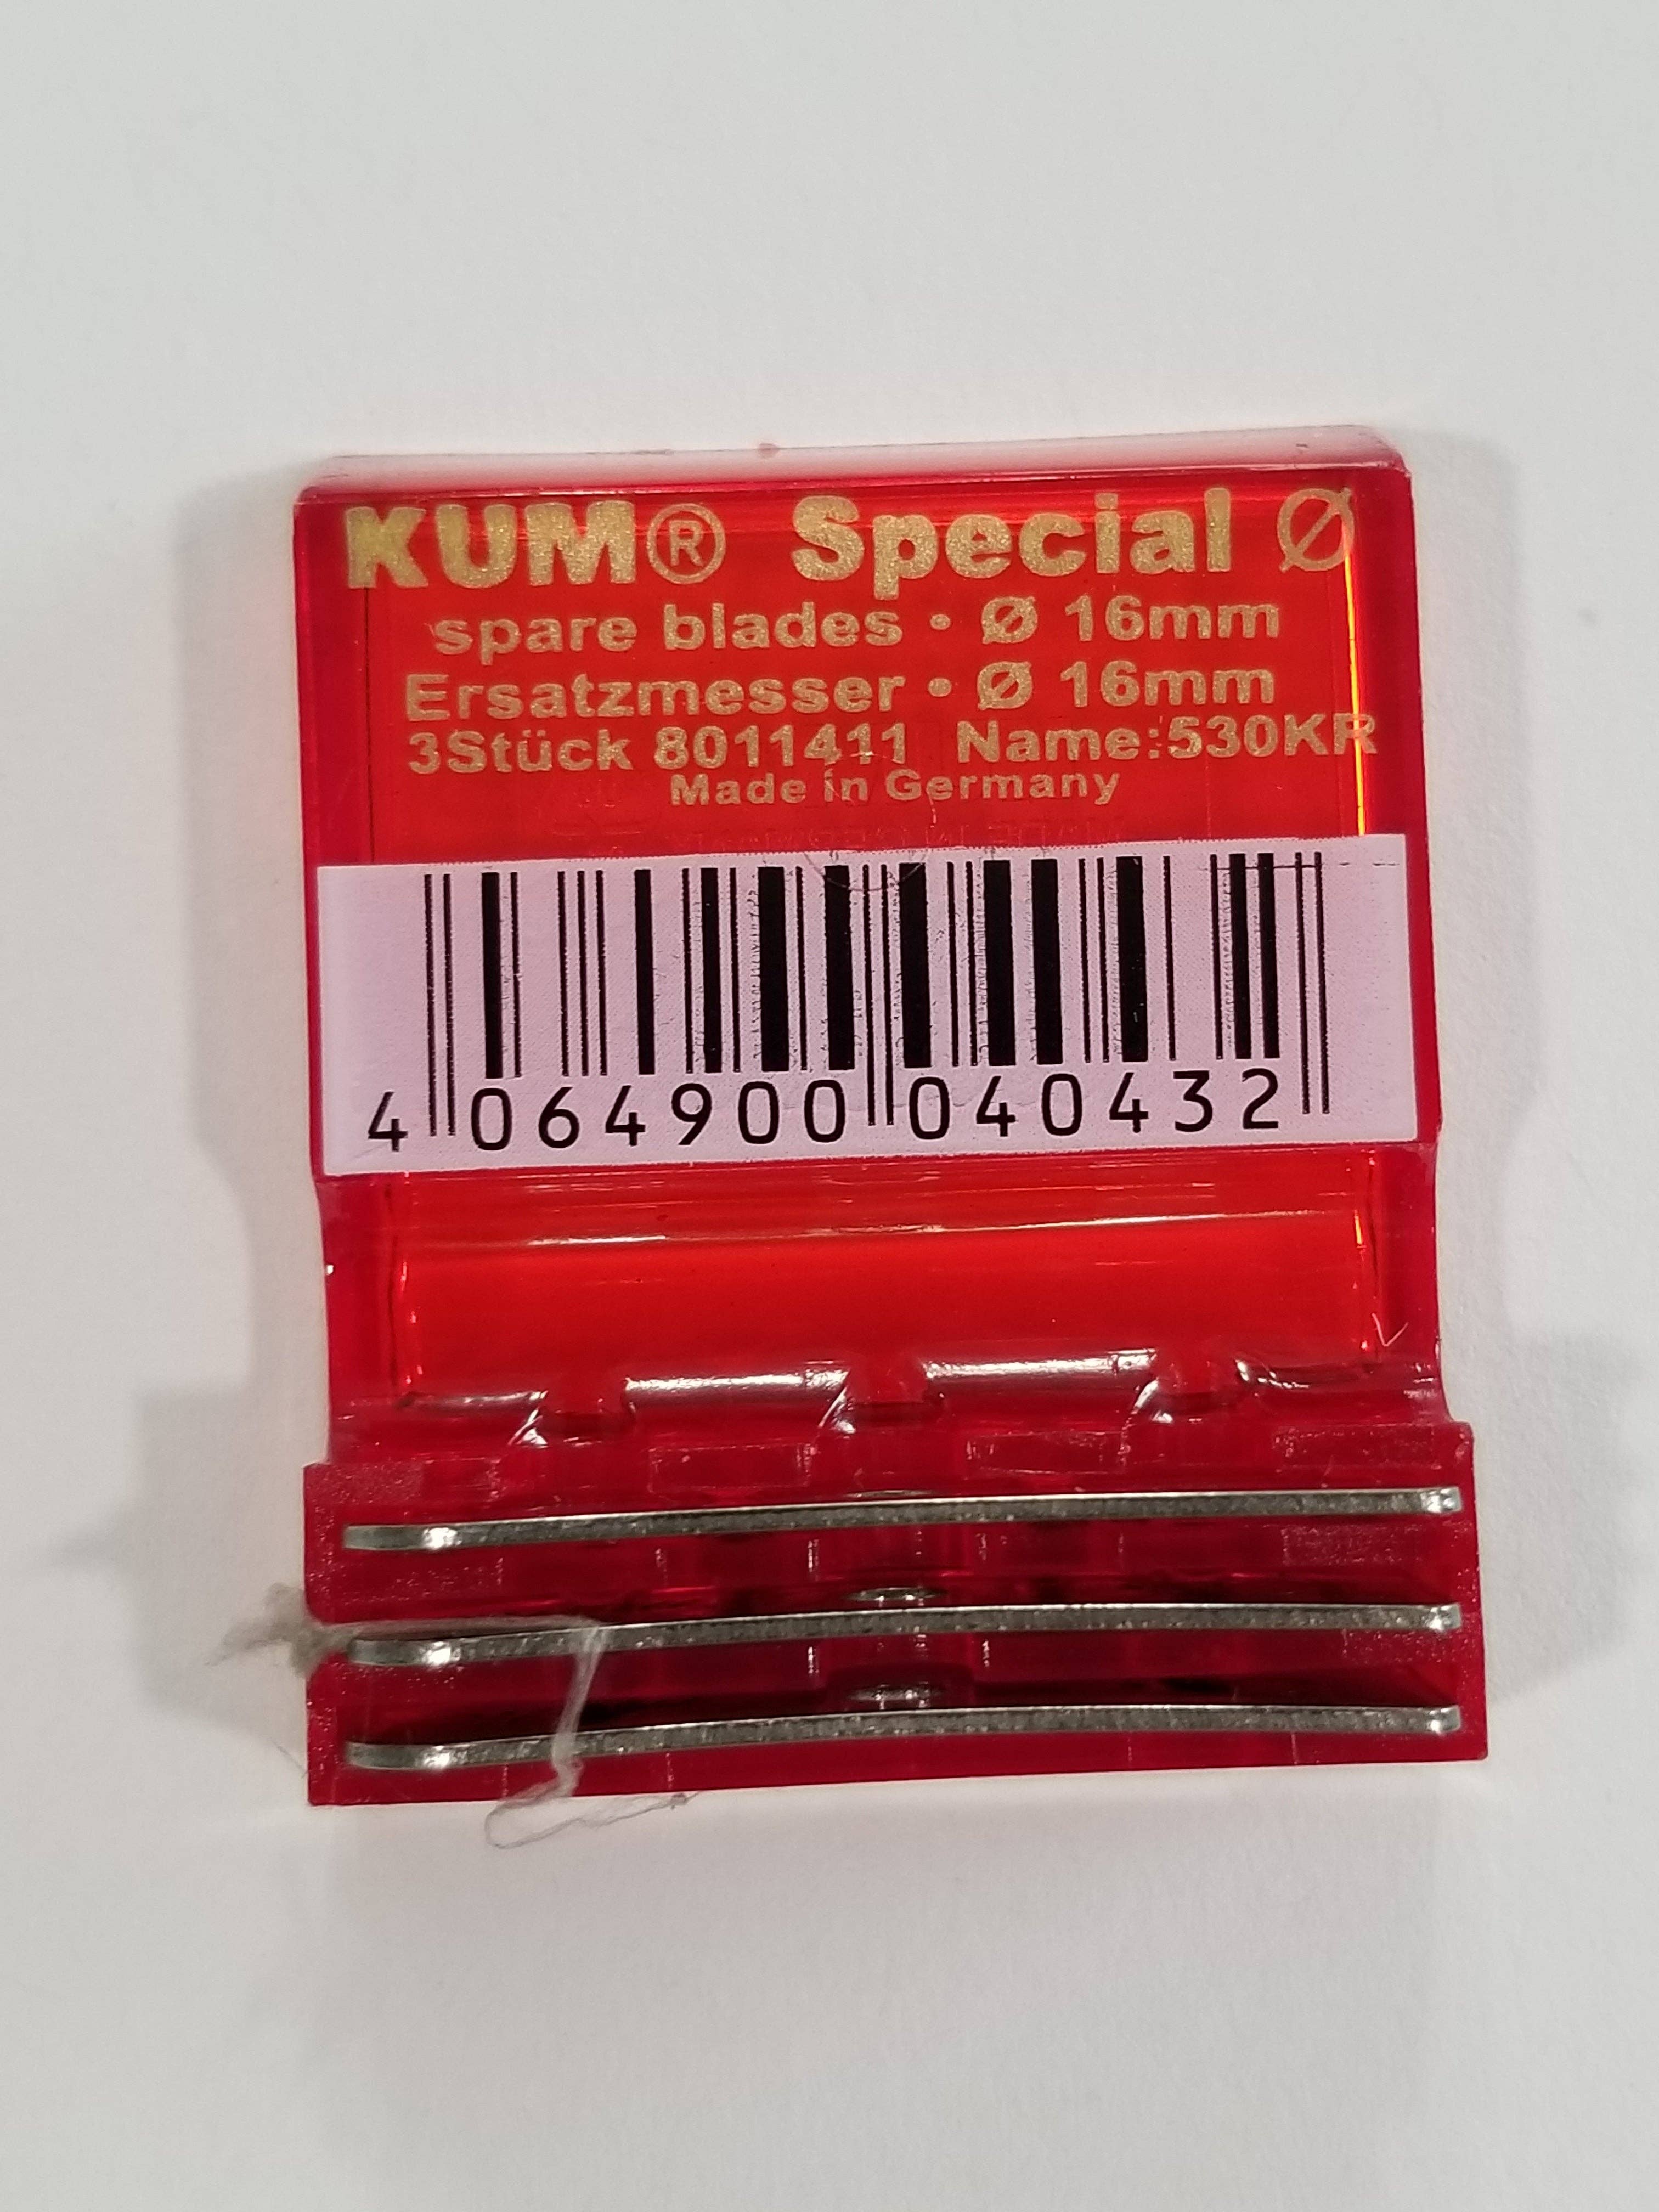 KUM® Special Ø
spare blades • Ø 16mm
Ersatzmesser • Ø 16mm
3Stück 8011411 Name:530KR
Made in Germany
4 064900 040432